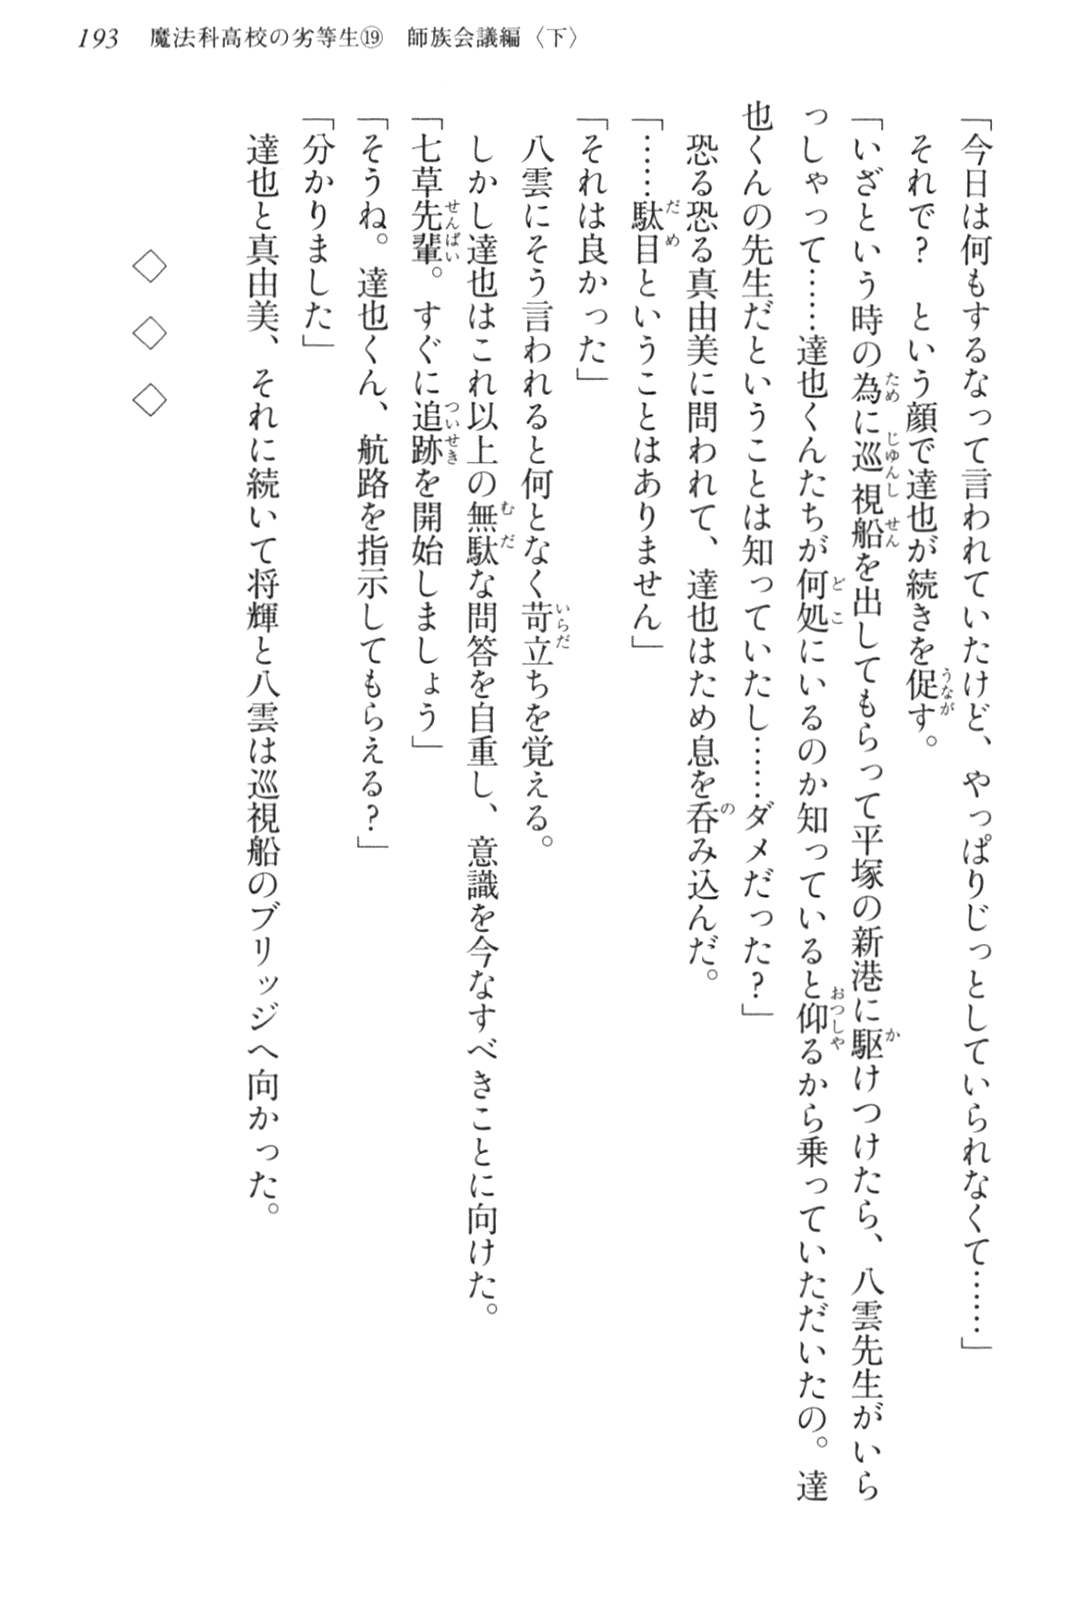 193　魔法科高校の劣等生⑲　師族会議編〈下〉
「今日は何もするなって言われていたけど、やっぱりじっとしていられなくて……」
それで？　という顔で達也が続きを促す。
「いざという時の為に巡視船を出してもらって平塚の新港に駆けつけたら、八雲先生がいら
っしゃって……達也くんたちが何処にいるのか知っていると仰るから乗っていただいたの。達
也くんの先生だということは知っていたし……ダメだった？」
恐る恐る真由美に問われて、達也はため息を呑み込んだ。
「……駄目ということはありません」
「それは良かった」
八雲にそう言われると何となく苛立ちを覚える。
しかし達也はこれ以上の無駄な問答を自重し、意識を今なすべきことに向けた。
「七草先輩。すぐに追跡を開始しましょう」
「そうね。達也くん、航路を指示してもらえる？」
「分かりました」
達也と真由美、それに続いて将輝と八雲は巡視船のブリッジへ向かった。
◇　◇　◇